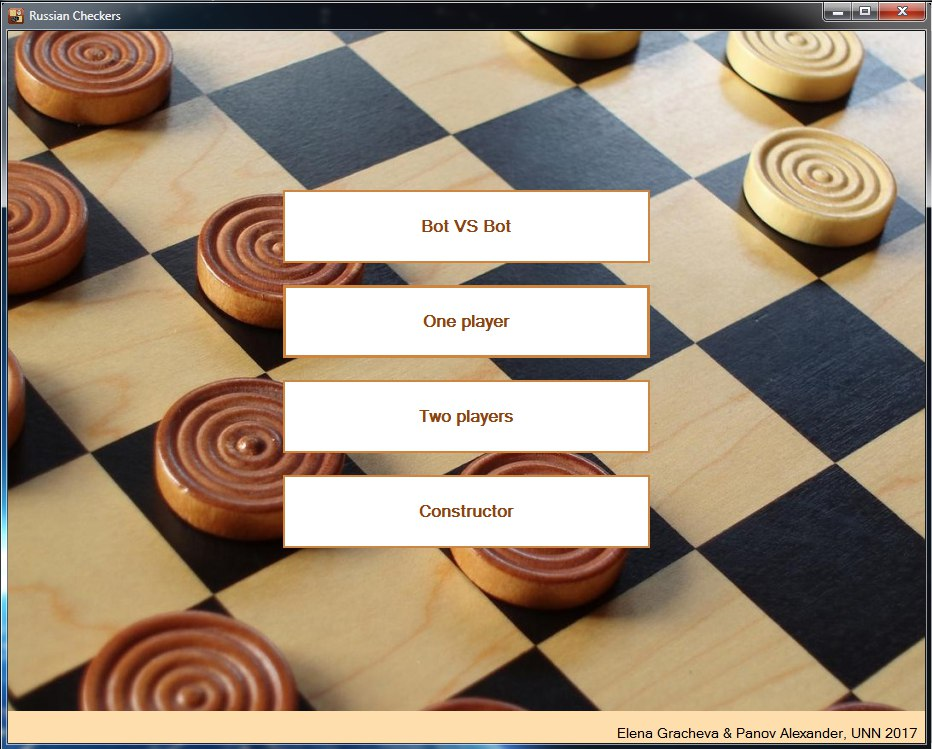 Russian Checkers
Bot VS Bot
One player
Two players
Constructor
Elena Gracheva & Panov Alexander, UNN 2017